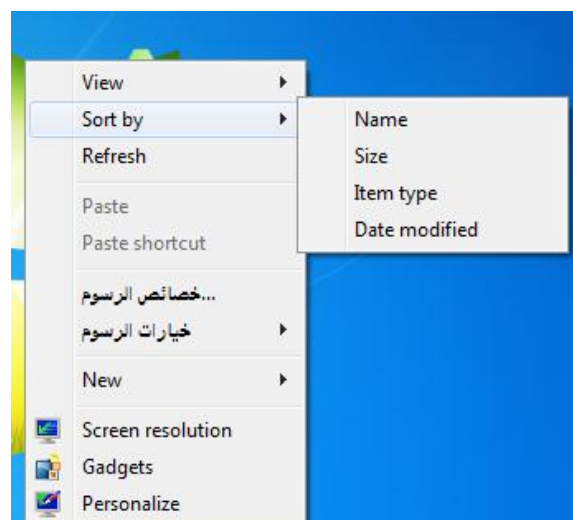 View
Sort by
Name
Refresh
Size
Item type
Paste
Date modified
Paste shortcut
خصائص الرسوم...
خيارات الرسوم
New
Screen resolution
Gadgets
Personalize